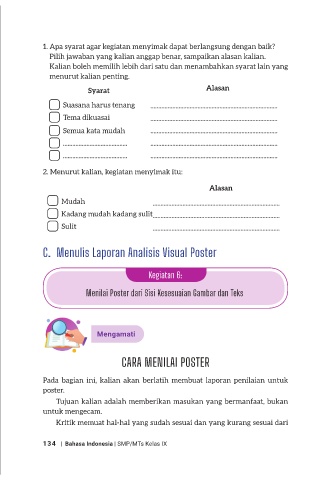 1. Apa syarat agar kegiatan menyimak dapat berlangsung dengan baik?
Pilih jawaban yang kalian anggap benar, sampaikan alasan kalian.
Kalian boleh memilih lebih dari satu dan menambahkan syarat lain yang
menurut kalian penting.
Syarat Alasan
Suasana harus tenang
Tema dikuasai
Semua kata mudah
2. Menurut kalian, kegiatan menyimak itu:
Alasan
Mudah
Kadang mudah kadang sulit
Sulit
C. Menulis Laporan Analisis Visual Poster
Kegiatan 6:
Menilai Poster dari Sisi Kesesuaian Gambar dan Teks
Mengamati
CARA MENILAI POSTER
Pada bagian ini, kalian akan berlatih membuat laporan penilaian untuk
poster.
Tujuan kalian adalah memberikan masukan yang bermanfaat, bukan
untuk mengecam.
Kritik memuat hal-hal yang sudah sesuai dan yang kurang sesuai dari
134 | Bahasa Indonesia | SMP/MTs Kelas IX